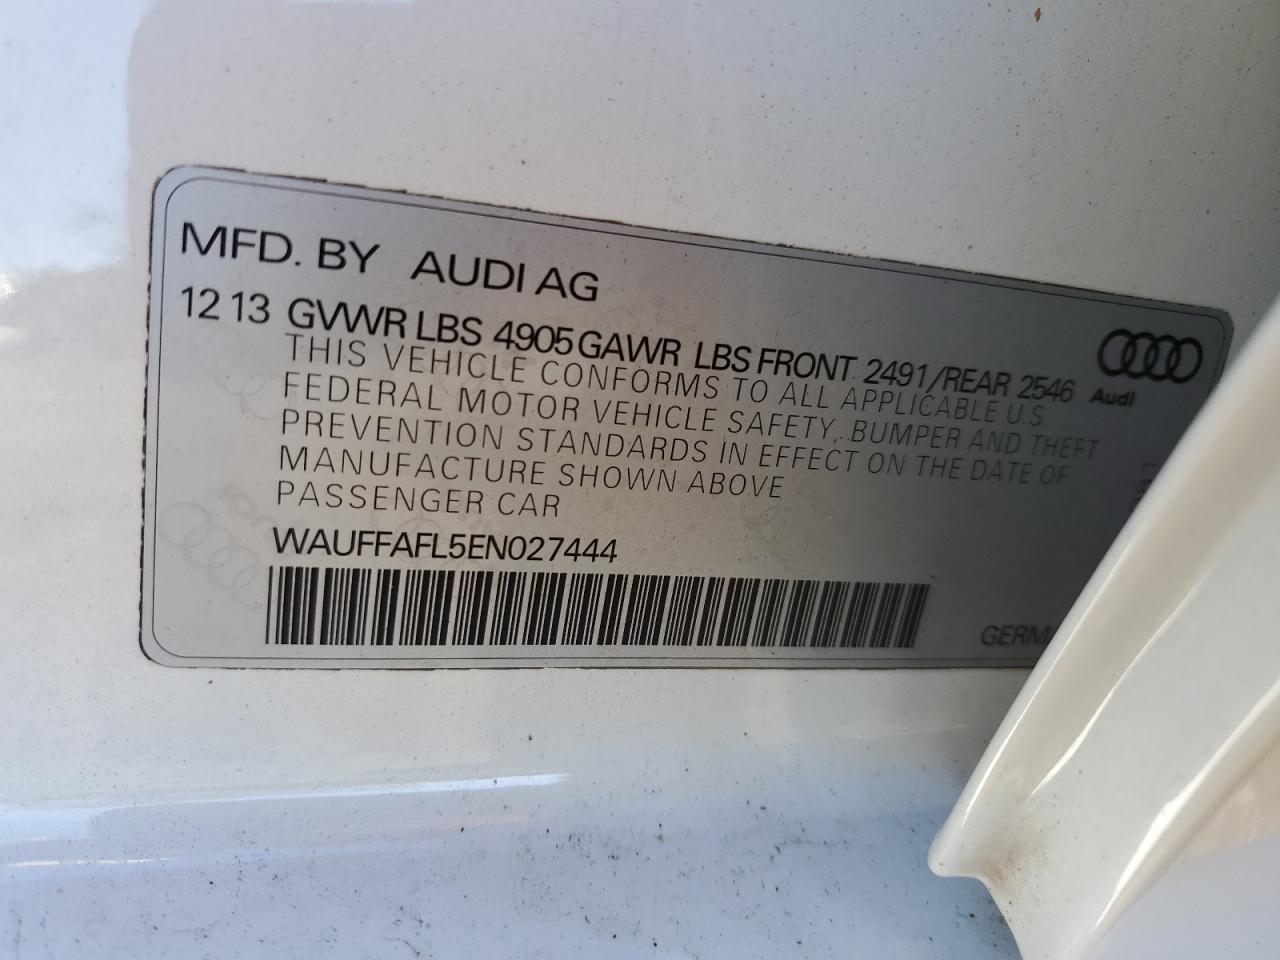 MFD. BY AUDI AG
12 13 GVWR LBS 4905 GAWR LBS FRONT 2491/REAR 2546
Audi
THIS VEHICLE CONFORMS TO ALL APPLICABLE U.S
FEDERAL MOTOR VEHICLE SAFETY, BUMPER AND THEFT
PREVENTION STANDARDS IN EFFECT ON THE DATE OF
MANUFACTURE SHOWN ABOVE
PASSENGER CAR
WAUFFAFL5EN027444